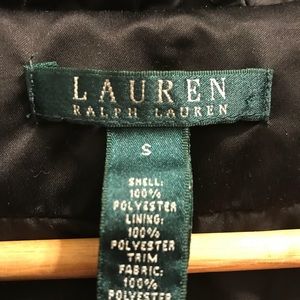 LAUREN
RALPH LAUREN
S
SHELL:
100%
POLYESTER
LINING:
100%
POLYESTER
TRIM
FABRIC:
100%
POLYESTER